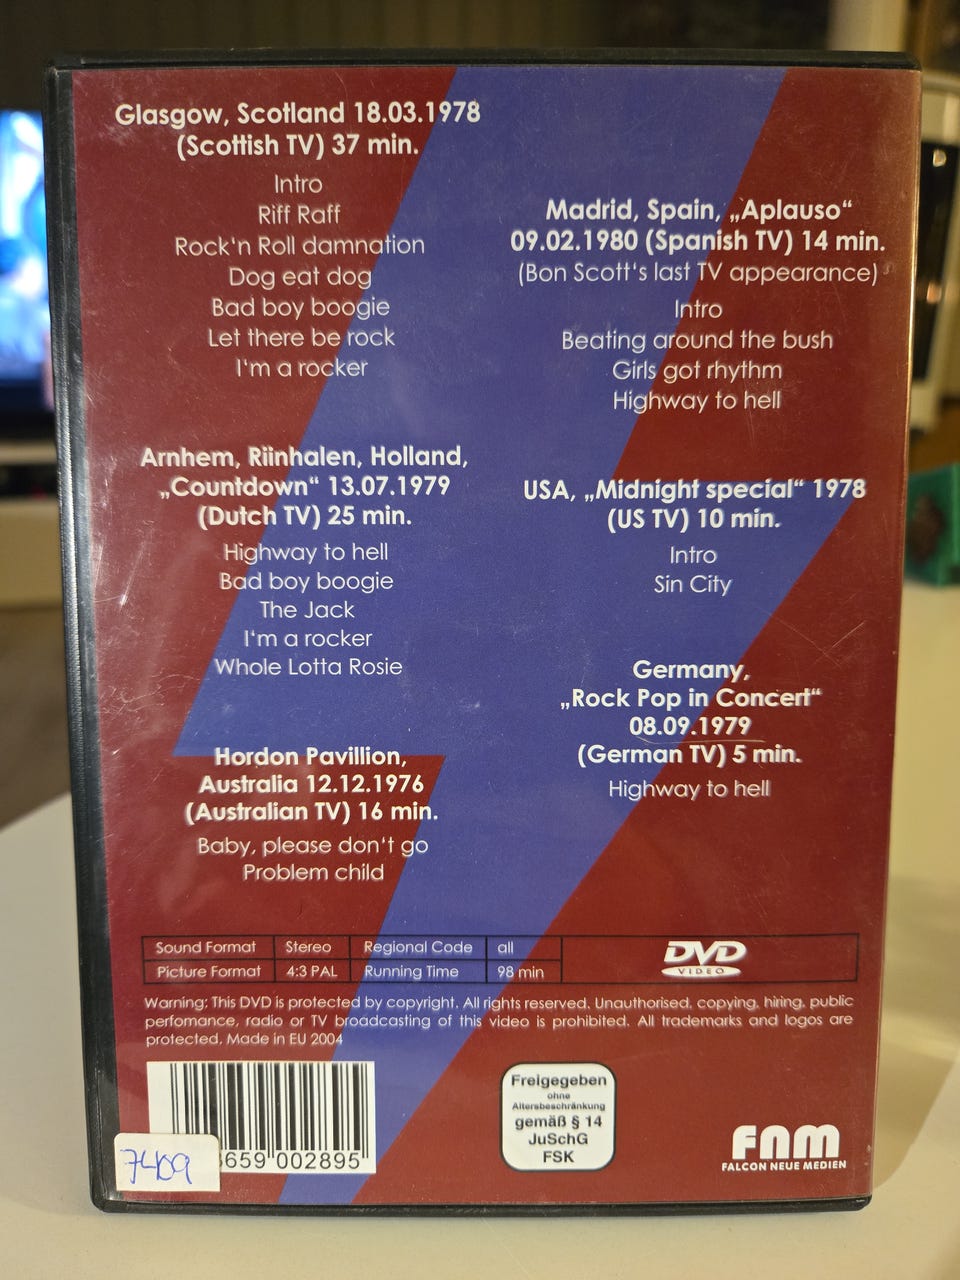 Glasgow, Scotland 18.03.1978
(Scottish TV) 37 min.
Intro
Riff Raff
Rock‘n Roll damnation
Dog eat dog
Bad boy boogie
Let there be rock
I'm a rocker
Arnhem, Riinhalen, Holland,
„Countdown“ 13.07.1979
(Dutch TV) 25 min.
Highway to hell
Bad boy boogie
The Jack
I‘m a rocker
Whole Lotta Rosie
Hordon Pavillion,
Australia 12.12.1976
(Australian TV) 16 min.
Baby, please don‘t go
Problem child
Madrid, Spain, „Aplauso“
09.02.1980 (Spanish TV) 14 min.
(Bon Scott‘s last TV appearance)
Intro
Beating around the bush
Girls got rhythm
Highway to hell
USA, „Midnight special“ 1978
(US TV) 10 min.
Intro
Sin City
Germany,
„Rock Pop in Concert“
08.09.1979
(German TV) 5 min.
Highway to hell
Sound Format Stereo Regional Code all
Picture Format 4:3 PAL Running Time 98 min
DVD
VIDEO
Warning: This DVD is protected by copyright. All rights reserved. Unauthorised, copying, hiring, public
perfomance, radio or TV broadcasting of this video is prohibited. All trademarks and logos are
protected. Made in EU 2004
659 002895
7409
Freigegeben
ohne
Altersbeschränkung
gemäß § 14
JuSchG
FSK
FNM
FALCON NEUE MEDIEN